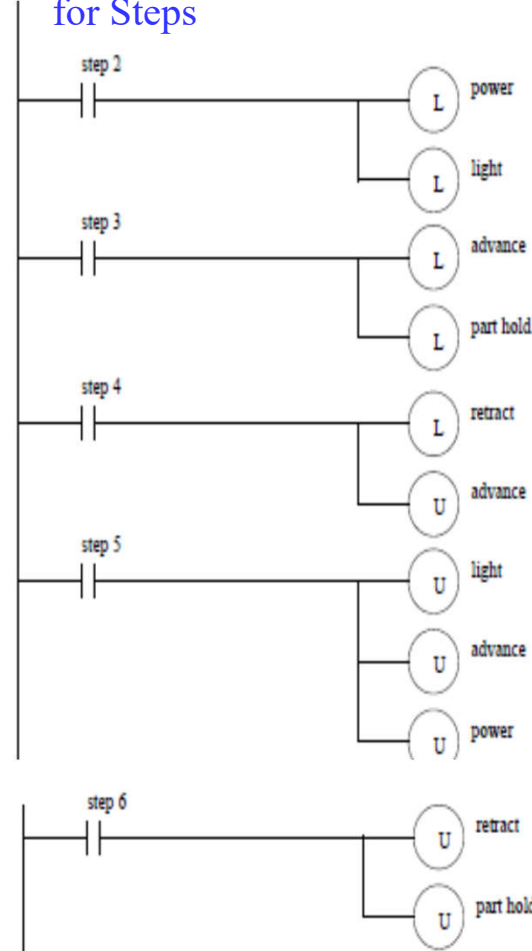 for Steps
step 2
L power
L light
step 3
L advance
L part hold
step 4
L retract
U advance
step 5
U light
U advance
U power
step 6
U retract
U part hold